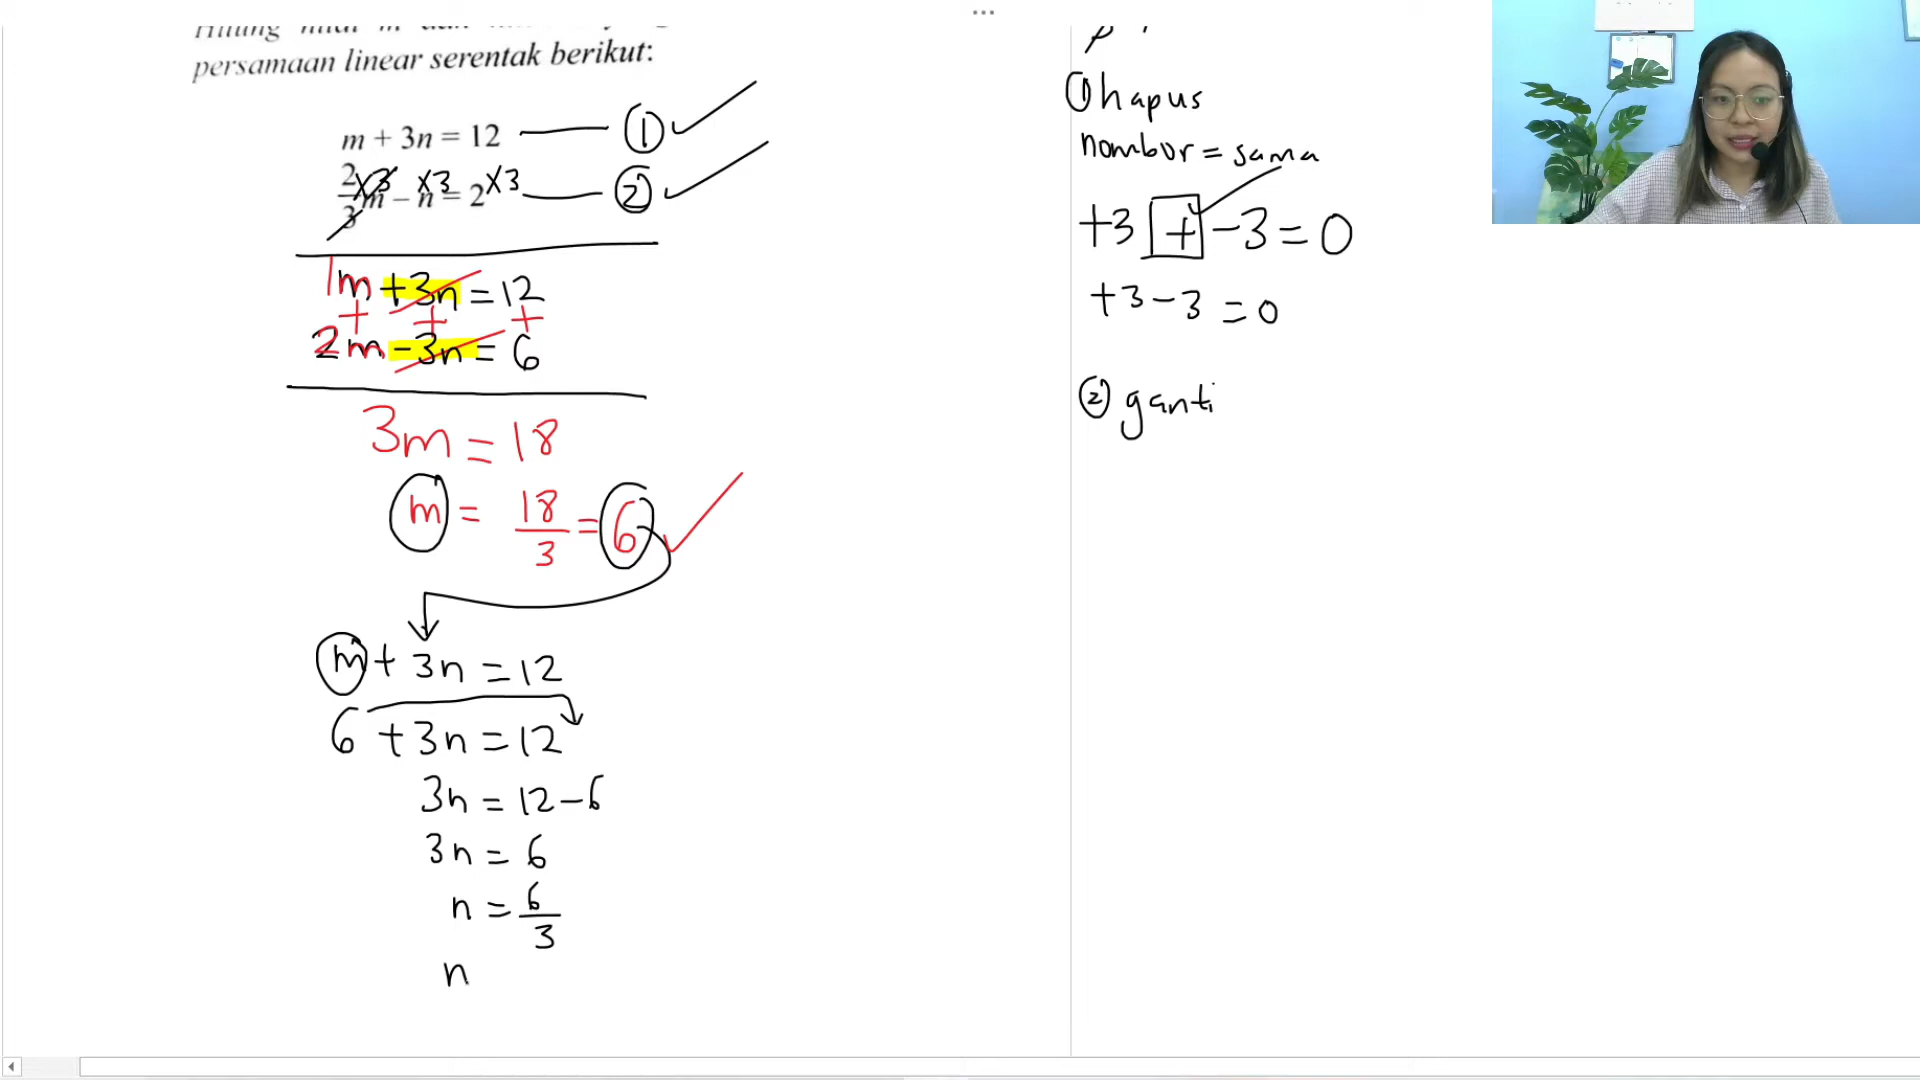 persamaan linear serentak berikut:
m + 3n = 12 — ①
2/3 ×3 m − n ×3 = 2 ×3 — ②
1m + 3n = 12
+ + +
2m − 3n = 6
3m = 18
m = 18/3 = 6
m + 3n = 12
6 + 3n = 12
3n = 12 − 6
3n = 6
n = 6/3
n
① hapus
nombor = sama
+3 + −3 = 0
+3 − 3 = 0
② ganti